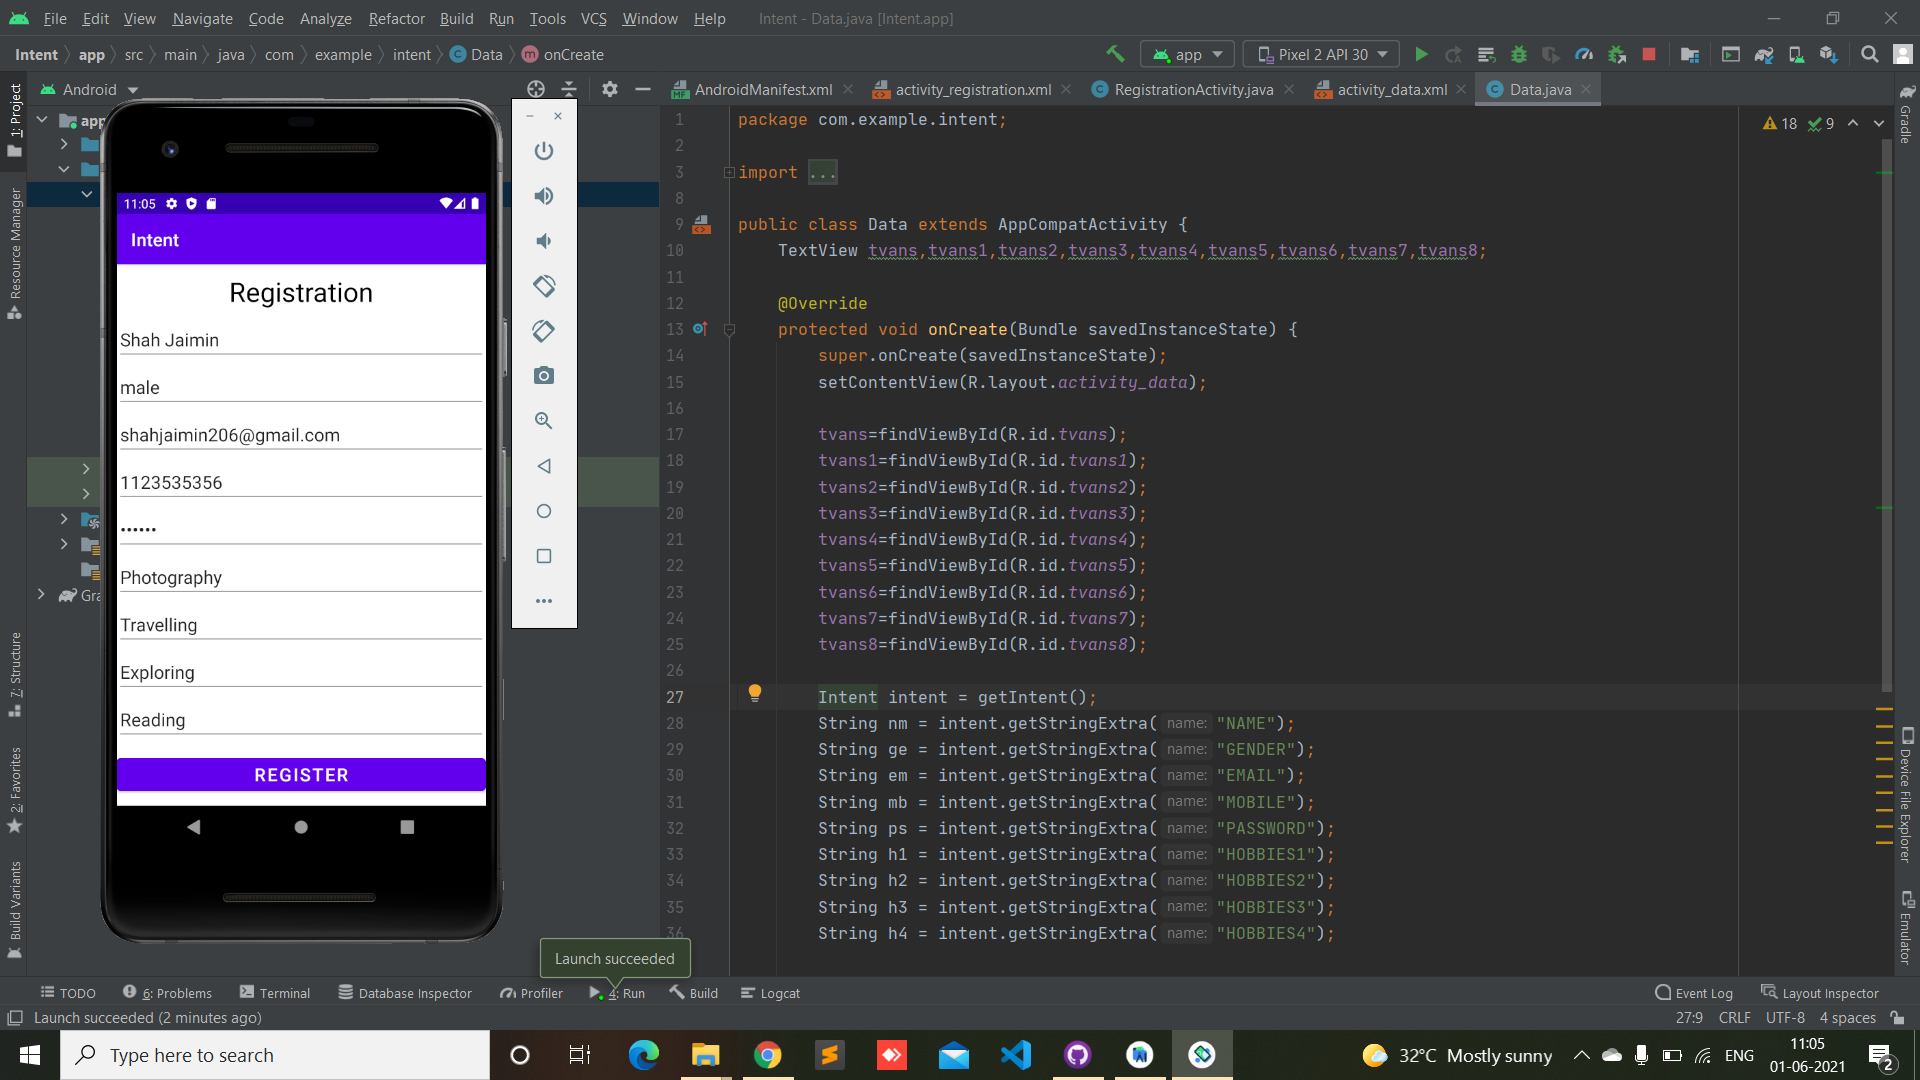 File Edit View Navigate Code Analyze Refactor Build Run Tools VCS Window Help Intent - Data.java [Intent.app]
Intent app src main java com example intent Data onCreate app Pixel 2 API 30
Android AndroidManifest.xml activity_registration.xml RegistrationActivity.java activity_data.xml Data.java
1: Project
Resource Manager
7: Structure
2: Favorites
Build Variants
app
Gra
11:05
Intent
Registration
Shah Jaimin
male
shahjaimin206@gmail.com
1123535356
••••••
Photography
Travelling
Exploring
Reading
REGISTER
18 9
1 package com.example.intent;
2
3 import ...
8
9 public class Data extends AppCompatActivity {
10 TextView tvans,tvans1,tvans2,tvans3,tvans4,tvans5,tvans6,tvans7,tvans8;
11
12 @Override
13 protected void onCreate(Bundle savedInstanceState) {
14 super.onCreate(savedInstanceState);
15 setContentView(R.layout.activity_data);
16
17 tvans=findViewById(R.id.tvans);
18 tvans1=findViewById(R.id.tvans1);
19 tvans2=findViewById(R.id.tvans2);
20 tvans3=findViewById(R.id.tvans3);
21 tvans4=findViewById(R.id.tvans4);
22 tvans5=findViewById(R.id.tvans5);
23 tvans6=findViewById(R.id.tvans6);
24 tvans7=findViewById(R.id.tvans7);
25 tvans8=findViewById(R.id.tvans8);
26
27 Intent intent = getIntent();
28 String nm = intent.getStringExtra( name: "NAME");
29 String ge = intent.getStringExtra( name: "GENDER");
30 String em = intent.getStringExtra( name: "EMAIL");
31 String mb = intent.getStringExtra( name: "MOBILE");
32 String ps = intent.getStringExtra( name: "PASSWORD");
33 String h1 = intent.getStringExtra( name: "HOBBIES1");
34 String h2 = intent.getStringExtra( name: "HOBBIES2");
35 String h3 = intent.getStringExtra( name: "HOBBIES3");
36 String h4 = intent.getStringExtra( name: "HOBBIES4");
Gradle
Device File Explorer
Emulator
Launch succeeded
TODO 6: Problems Terminal Database Inspector Profiler 4: Run Build Logcat Event Log Layout Inspector
Launch succeeded (2 minutes ago) 27:9 CRLF UTF-8 4 spaces
Type here to search 32°C Mostly sunny ENG 11:05
01-06-2021 2